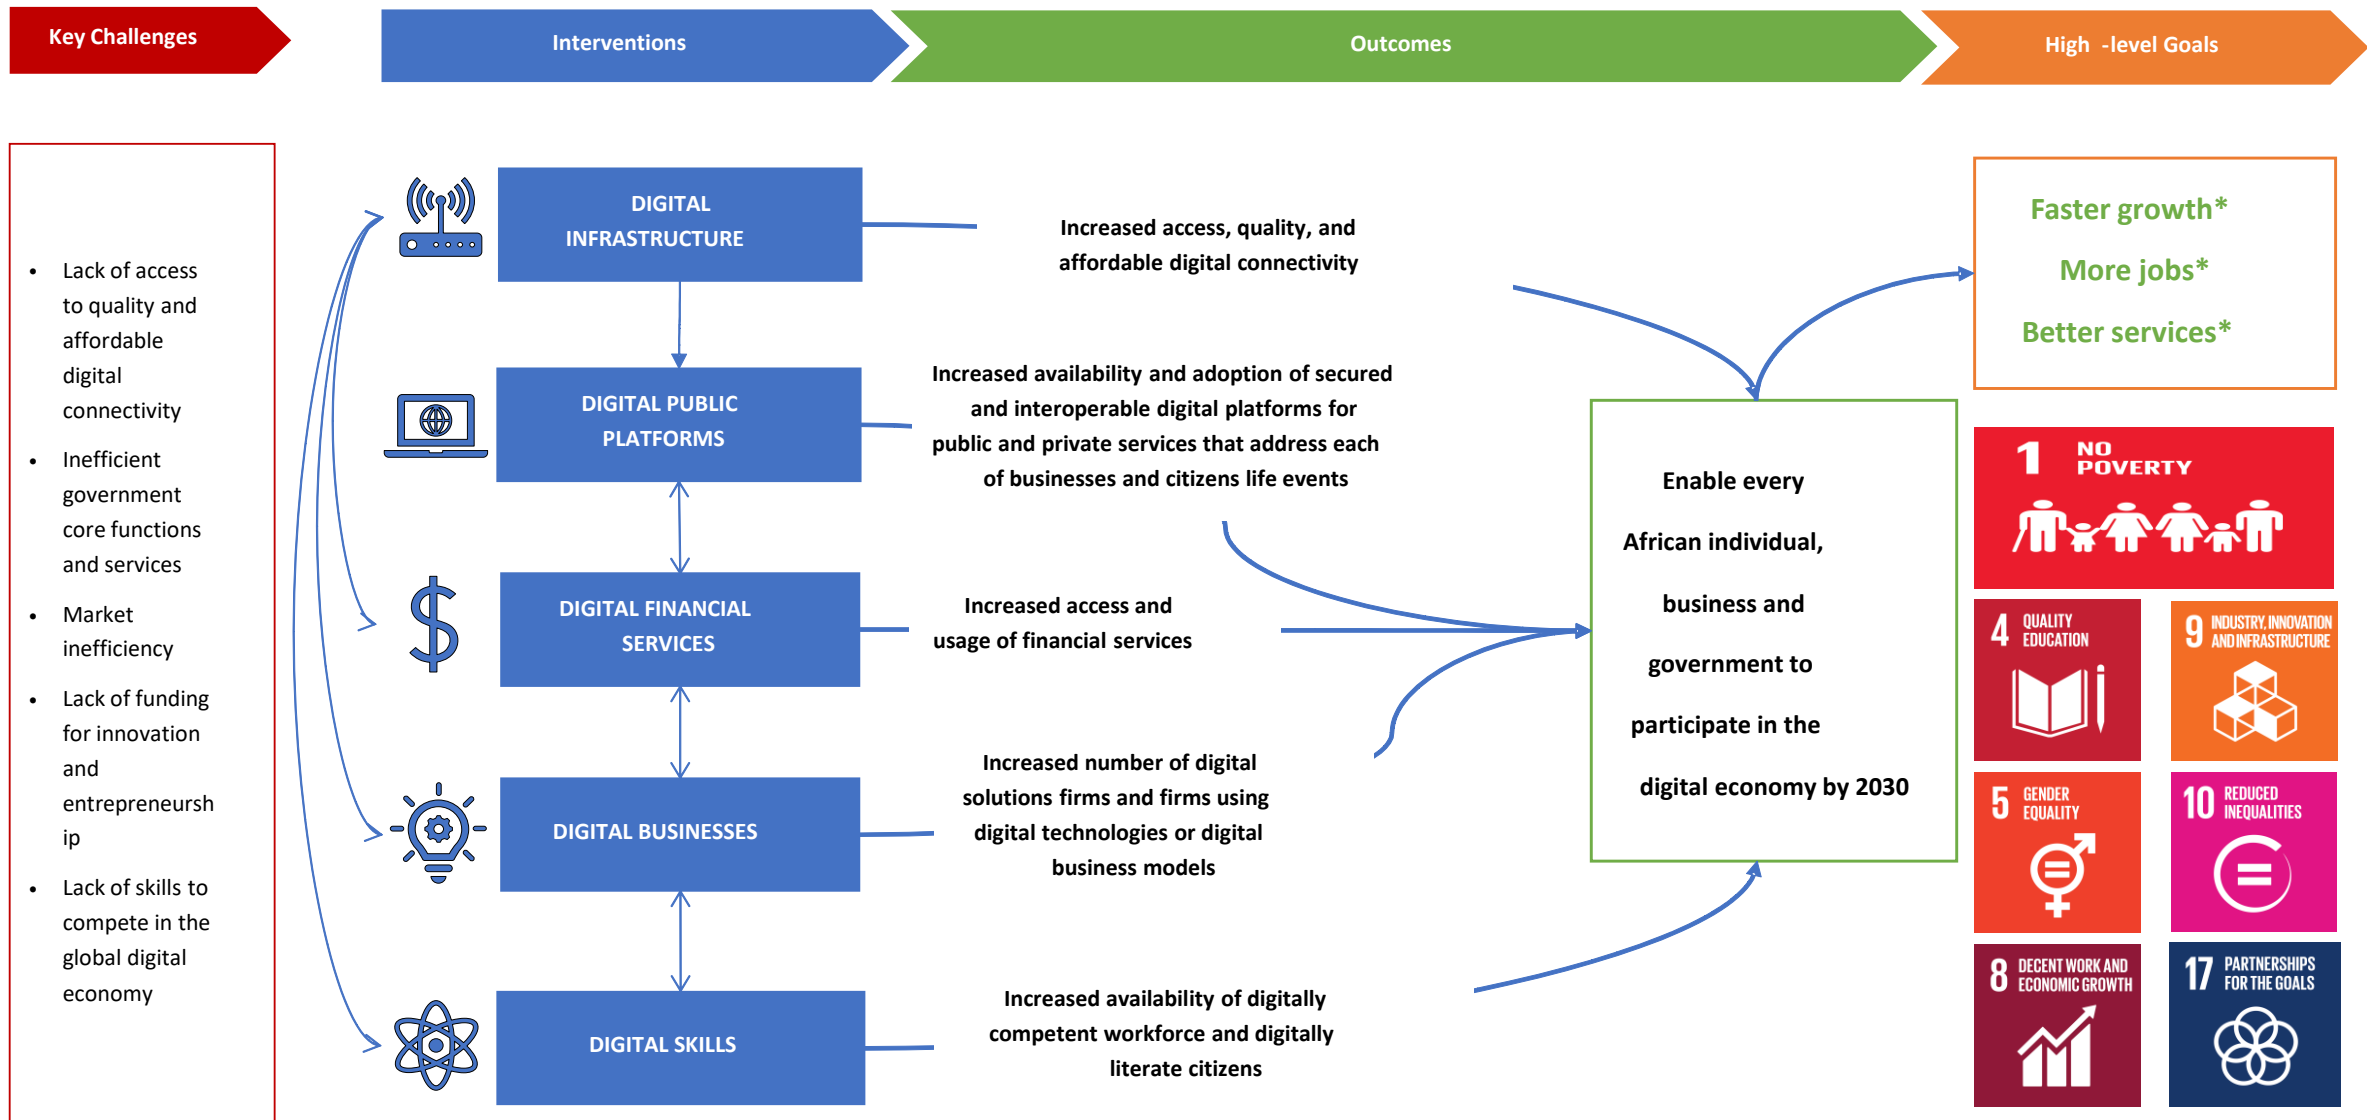 Key Challenges
Interventions
Outcomes
High -level Goals
• Lack of access
to quality and
affordable
digital
connectivity
• Inefficient
government
core functions
and services
• Market
inefficiency
• Lack of funding
for innovation
and
entrepreneursh
ip
• Lack of skills to
compete in the
global digital
economy
DIGITAL
INFRASTRUCTURE
DIGITAL PUBLIC
PLATFORMS
$
DIGITAL FINANCIAL
SERVICES
DIGITAL BUSINESSES
DIGITAL SKILLS
Increased access, quality, and
affordable digital connectivity
Increased availability and adoption of secured
and interoperable digital platforms for
public and private services that address each
of businesses and citizens life events
Increased access and
usage of financial services
Increased number of digital
solutions firms and firms using
digital technologies or digital
business models
Increased availability of digitally
competent workforce and digitally
literate citizens
Enable every
African individual,
business and
government to
participate in the
digital economy by 2030
Faster growth*
More jobs*
Better services*
1 NO
POVERTY
4 QUALITY
EDUCATION
9 INDUSTRY, INNOVATION
AND INFRASTRUCTURE
5 GENDER
EQUALITY
10 REDUCED
INEQUALITIES
8 DECENT WORK AND
ECONOMIC GROWTH
17 PARTNERSHIPS
FOR THE GOALS